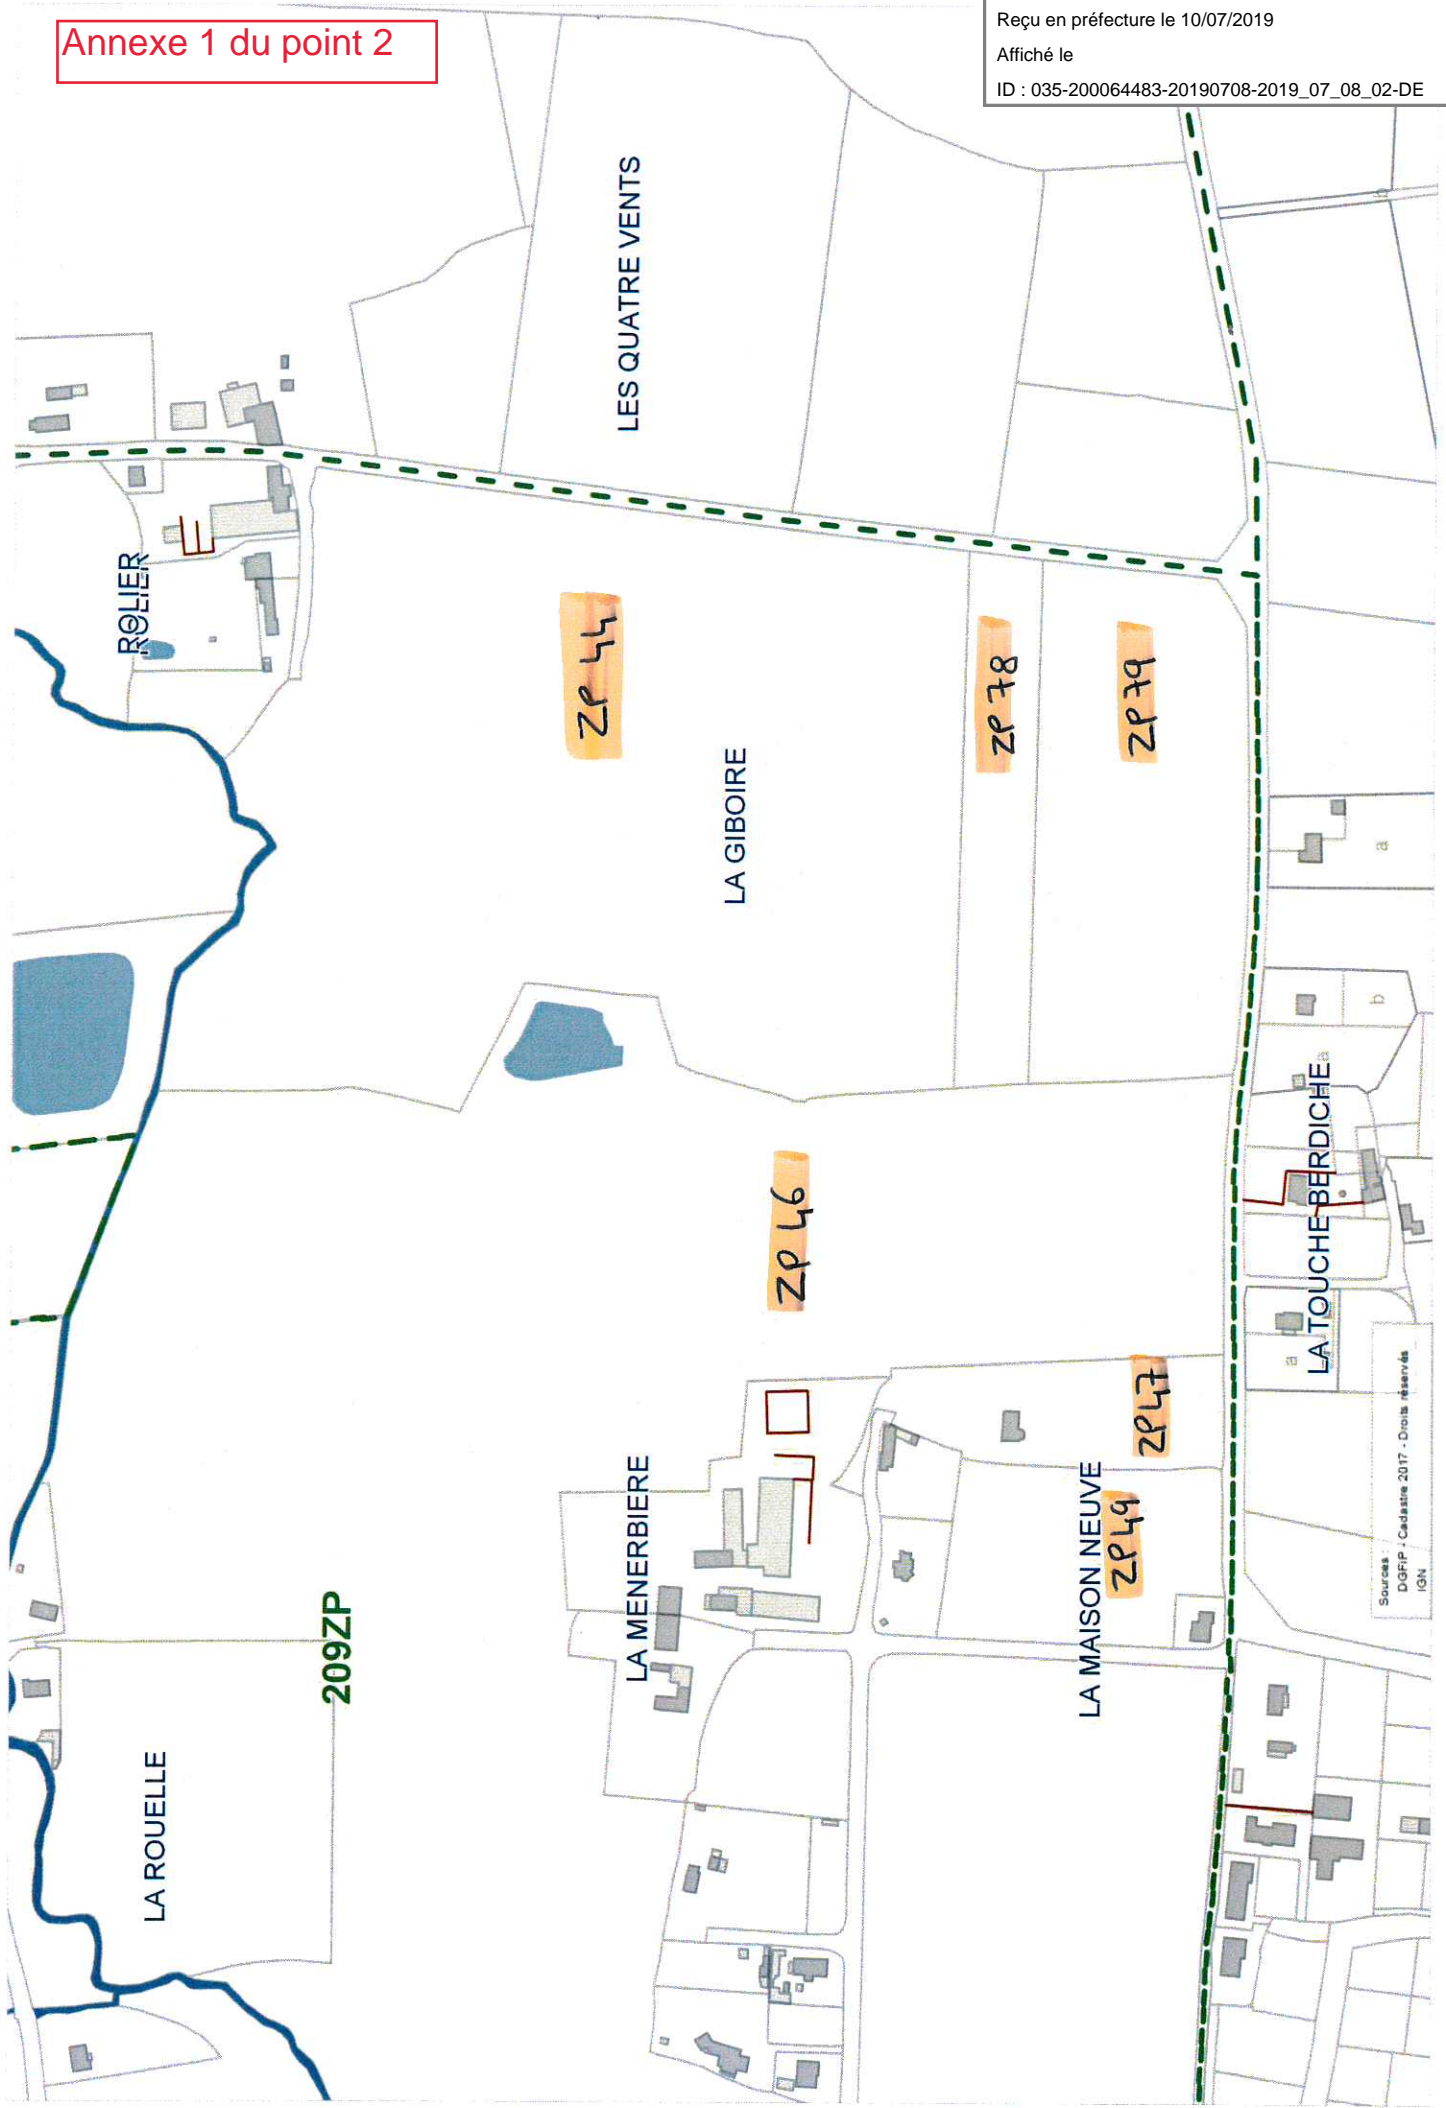 Annexe 1 du point 2
Reçu en préfecture le 10/07/2019
Affiché le
ID : 035-200064483-20190708-2019_07_08_02-DE
LES QUATRE VENTS
b
ROLIER
ROLIER
ZP 44
ZP 78
ZP 79
LA GIBOIRE
a
b
a
ZP 46
LA TOUCHE BERDICHE
a
ZP 47
ZP 49
LA MENERBIERE
LA MAISON NEUVE
209ZP
LA ROUELLE
Sources :
DGFiP - Cadastre 2017 - Droits réservés
IGN